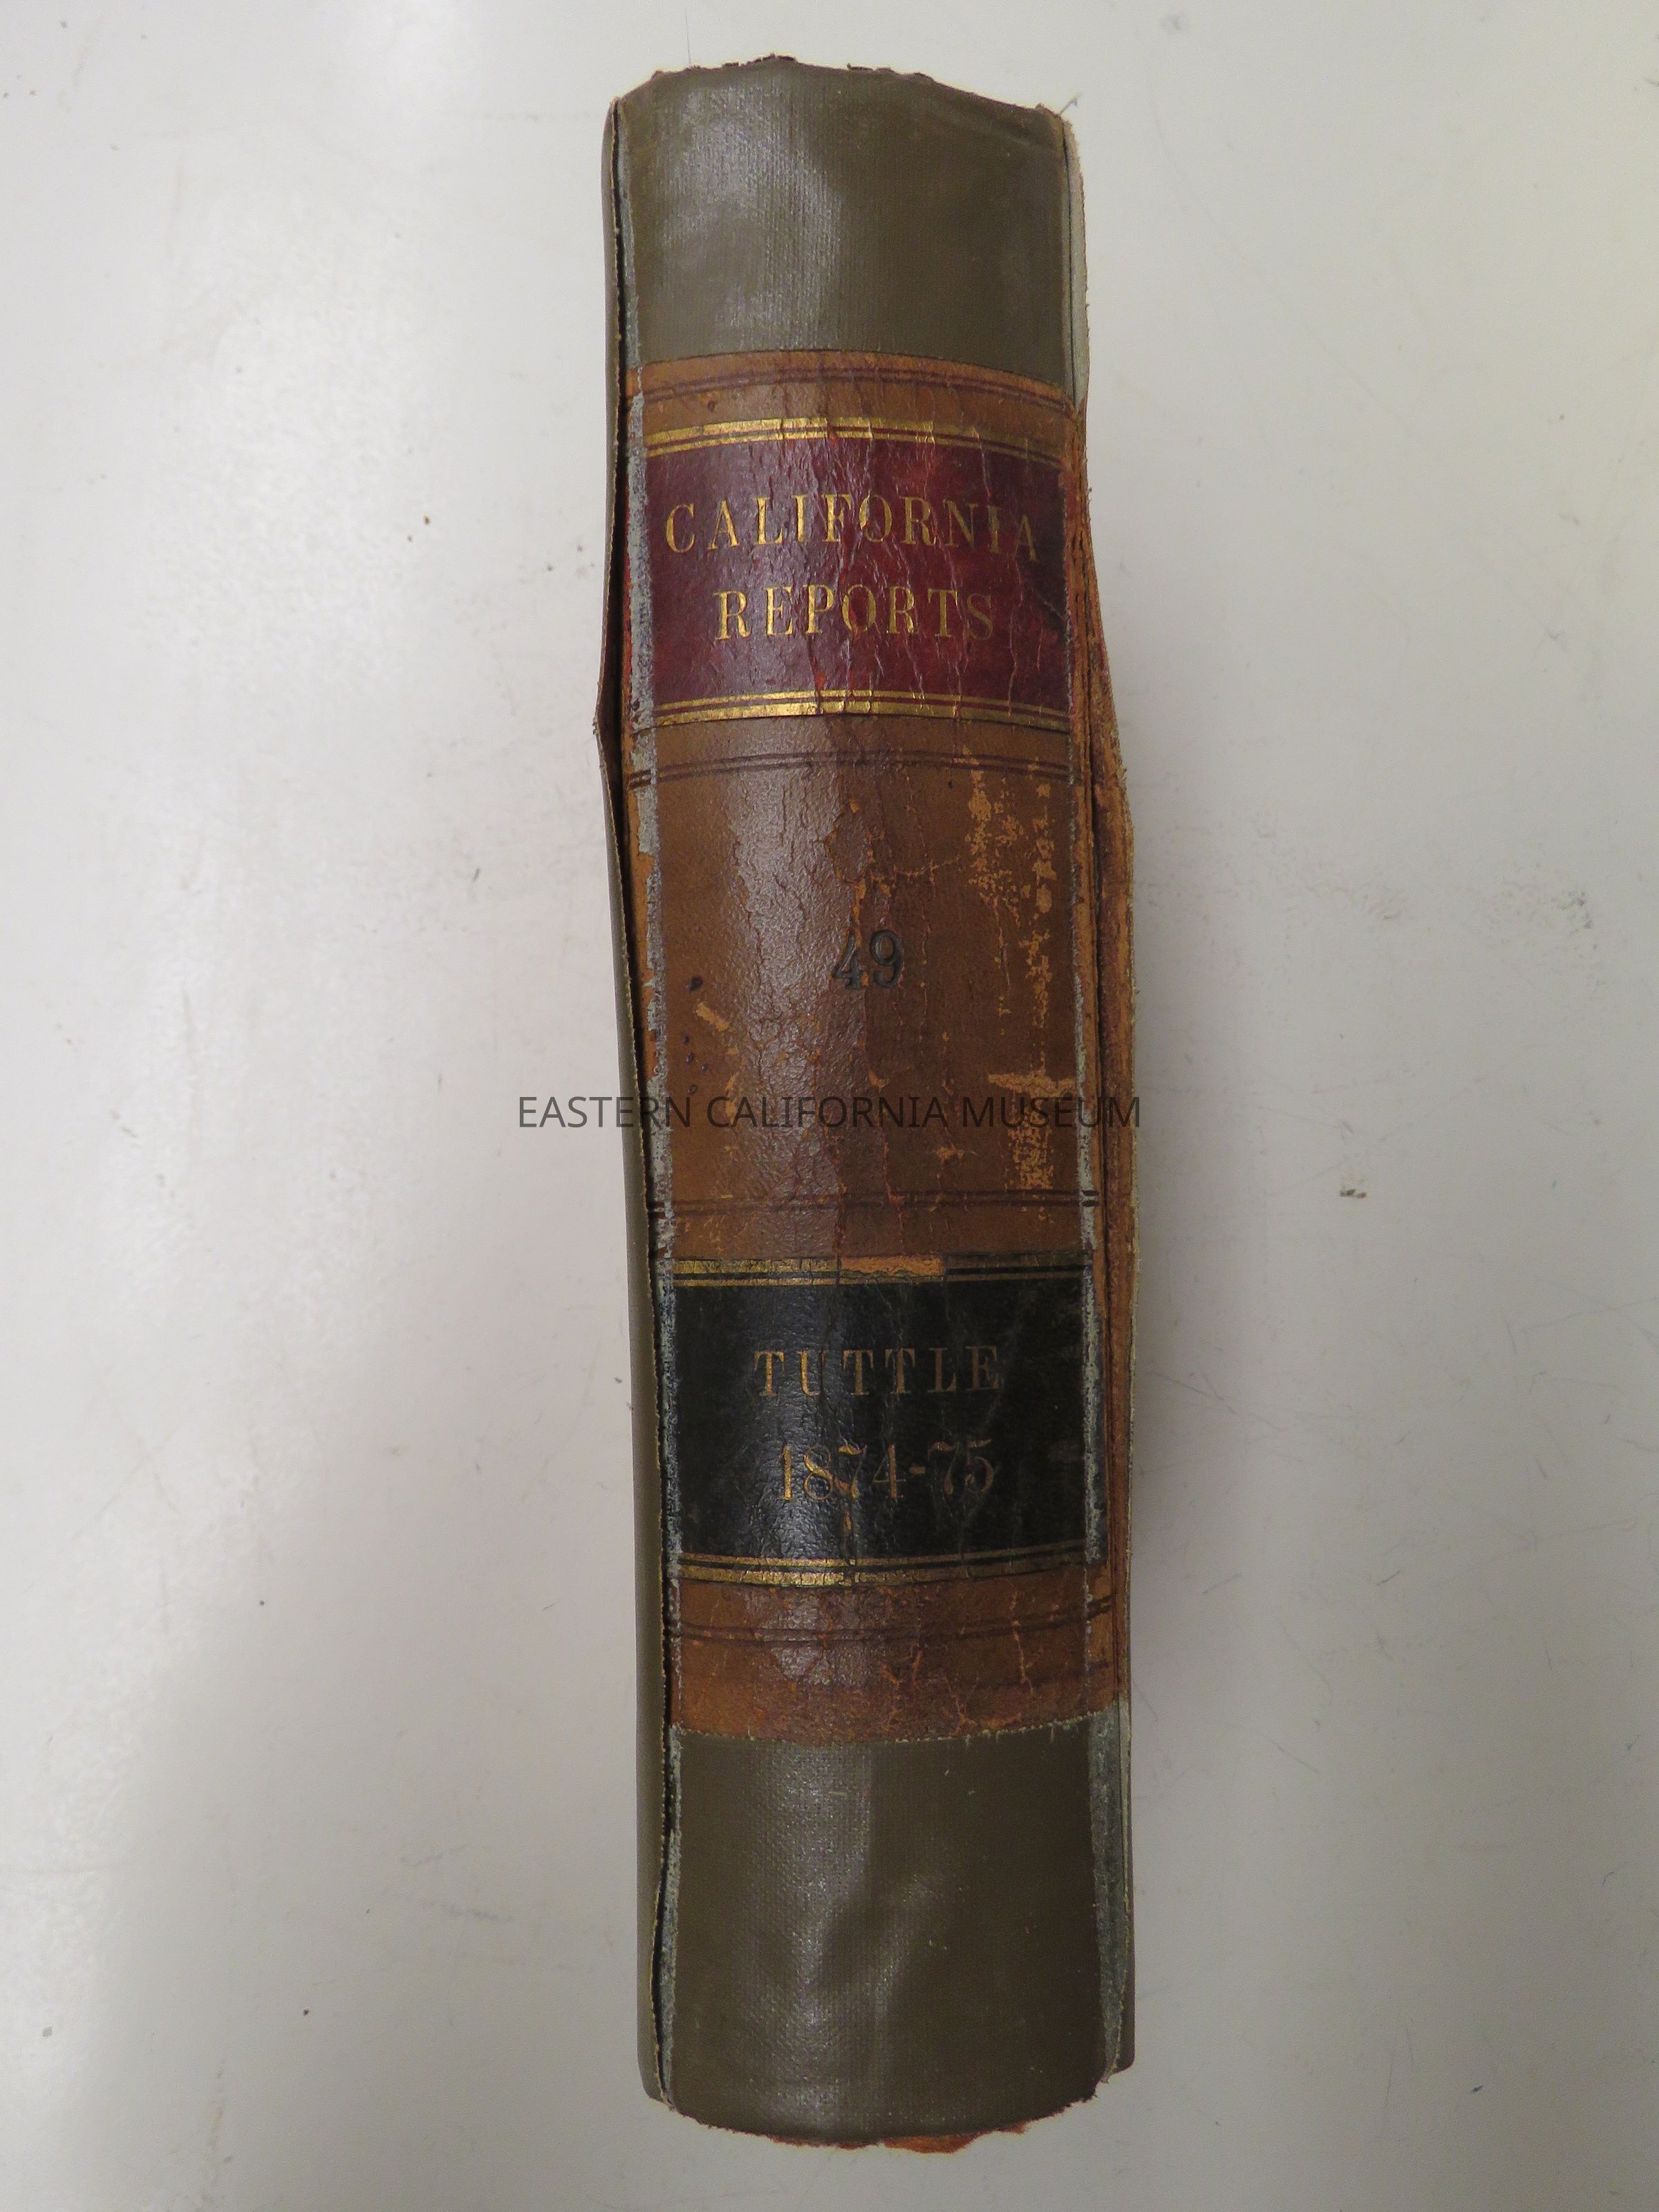 CALIFORNIA
REPORTS
49
EASTERN CALIFORNIA MUSEUM
TUTTLE
1874-75